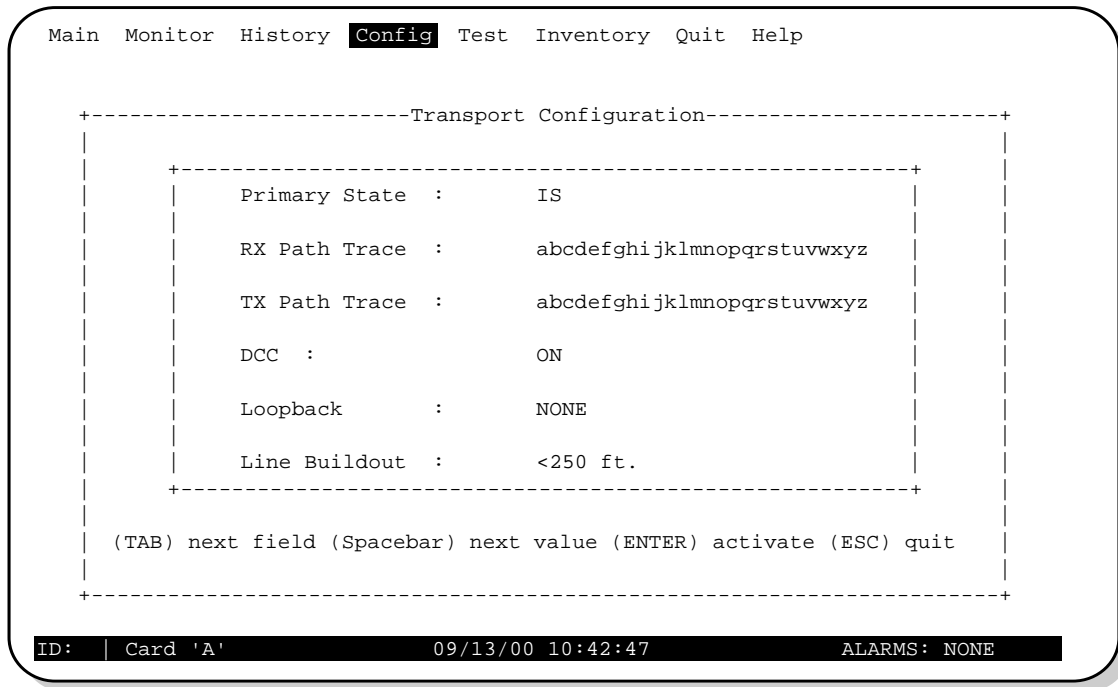 Main Monitor History Config Test Inventory Quit Help
+-------------------------Transport Configuration-----------------------+
+---------------------------------------------------------+
Primary State : IS
RX Path Trace : abcdefghijklmnopqrstuvwxyz
TX Path Trace : abcdefghijklmnopqrstuvwxyz
DCC : ON
Loopback : NONE
Line Buildout : <250 ft.
+---------------------------------------------------------+
(TAB) next field (Spacebar) next value (ENTER) activate (ESC) quit
+-----------------------------------------------------------------------+
ID: | Card 'A' 09/13/00 10:42:47 ALARMS: NONE